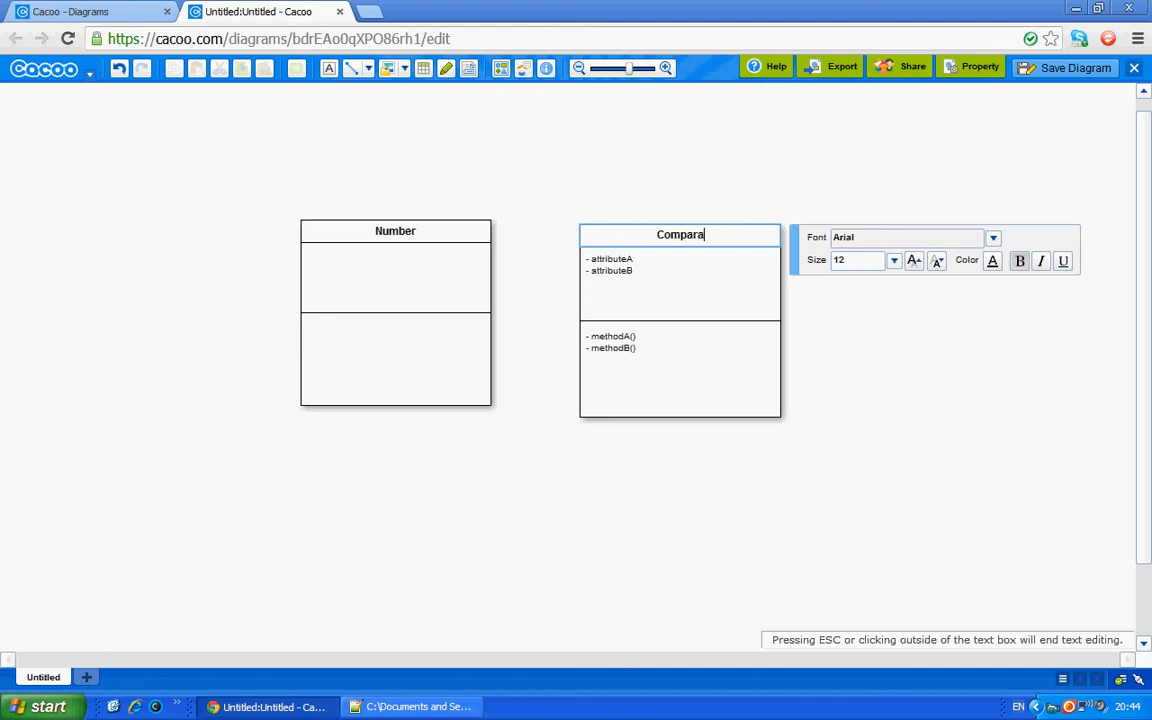 Cacoo - Diagrams
Untitled:Untitled - Cacoo
https://cacoo.com/diagrams/bdrEAo0qXPO86rh1/edit
Cacoo
Help
Export
Share
Property
Save Diagram
Number
Compara
- attributeA
- attributeB
- methodA()
- methodB()
Font
Arial
Size
12
Color
A
B
I
U
Pressing ESC or clicking outside of the text box will end text editing.
Untitled
start
Untitled:Untitled - Ca...
C:\Documents and Se...
EN
20:44